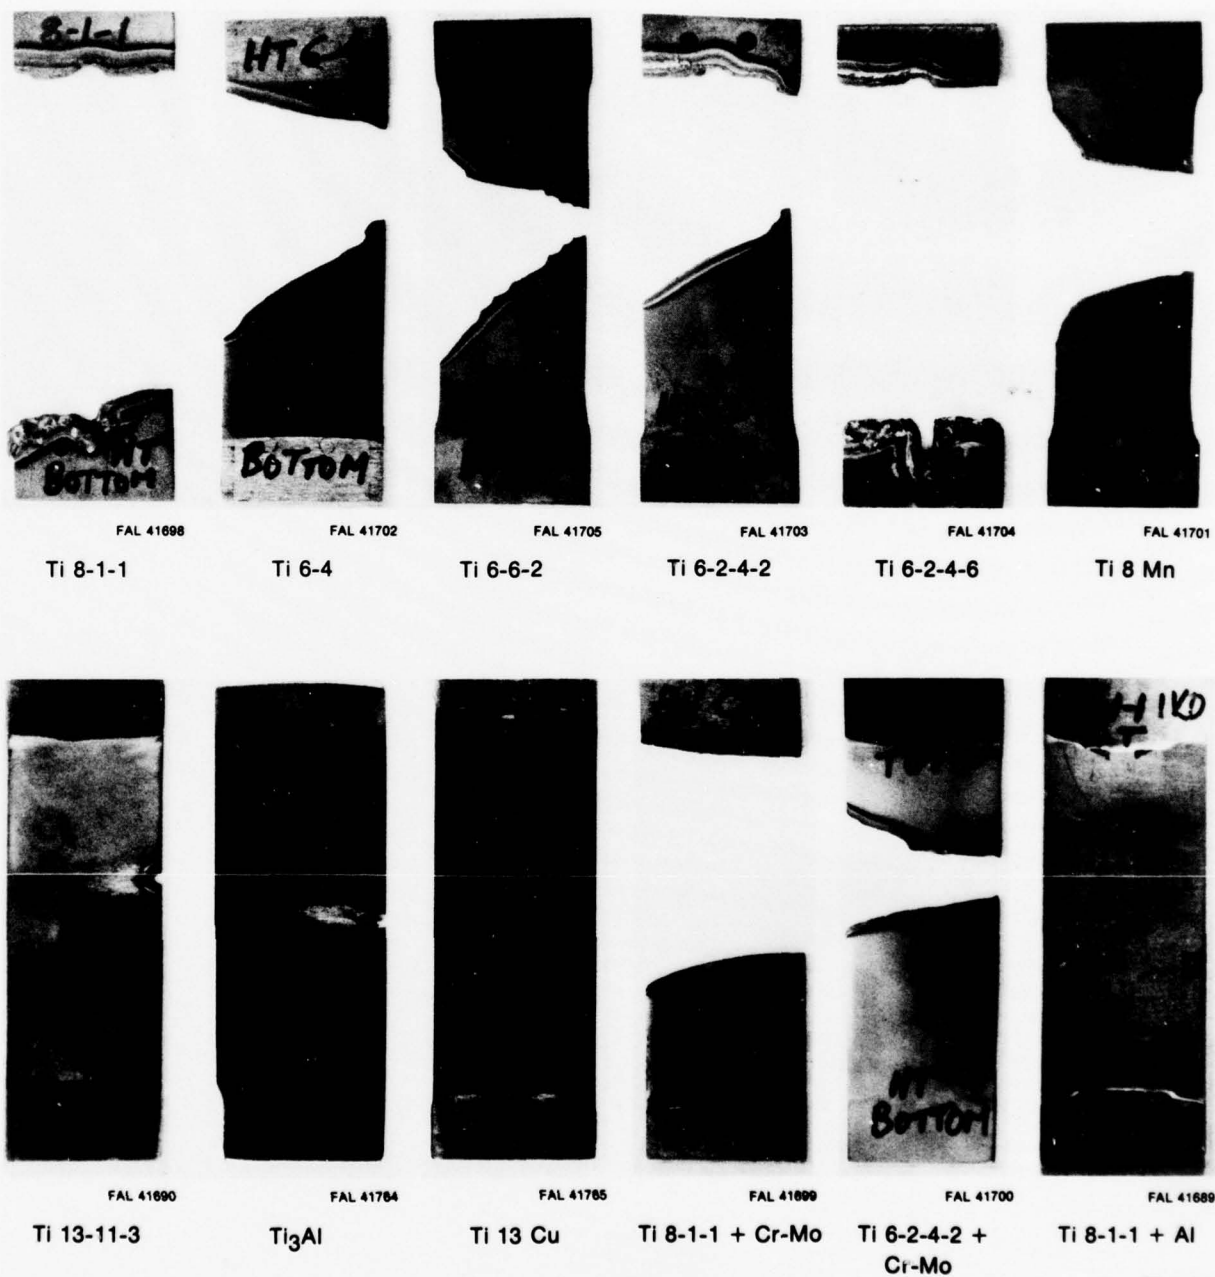 8-1-1
HTC
BOTTOM
BOTTOM
FAL 41698
FAL 41702
FAL 41705
FAL 41703
FAL 41704
FAL 41701
Ti 8-1-1
Ti 6-4
Ti 6-6-2
Ti 6-2-4-2
Ti 6-2-4-6
Ti 8 Mn
BOTTOM
FAL 41690
FAL 41764
FAL 41765
FAL 41699
FAL 41700
FAL 41689
Ti 13-11-3
Ti3Al
Ti 13 Cu
Ti 8-1-1 + Cr-Mo
Ti 6-2-4-2 +
Cr-Mo
Ti 8-1-1 + Al